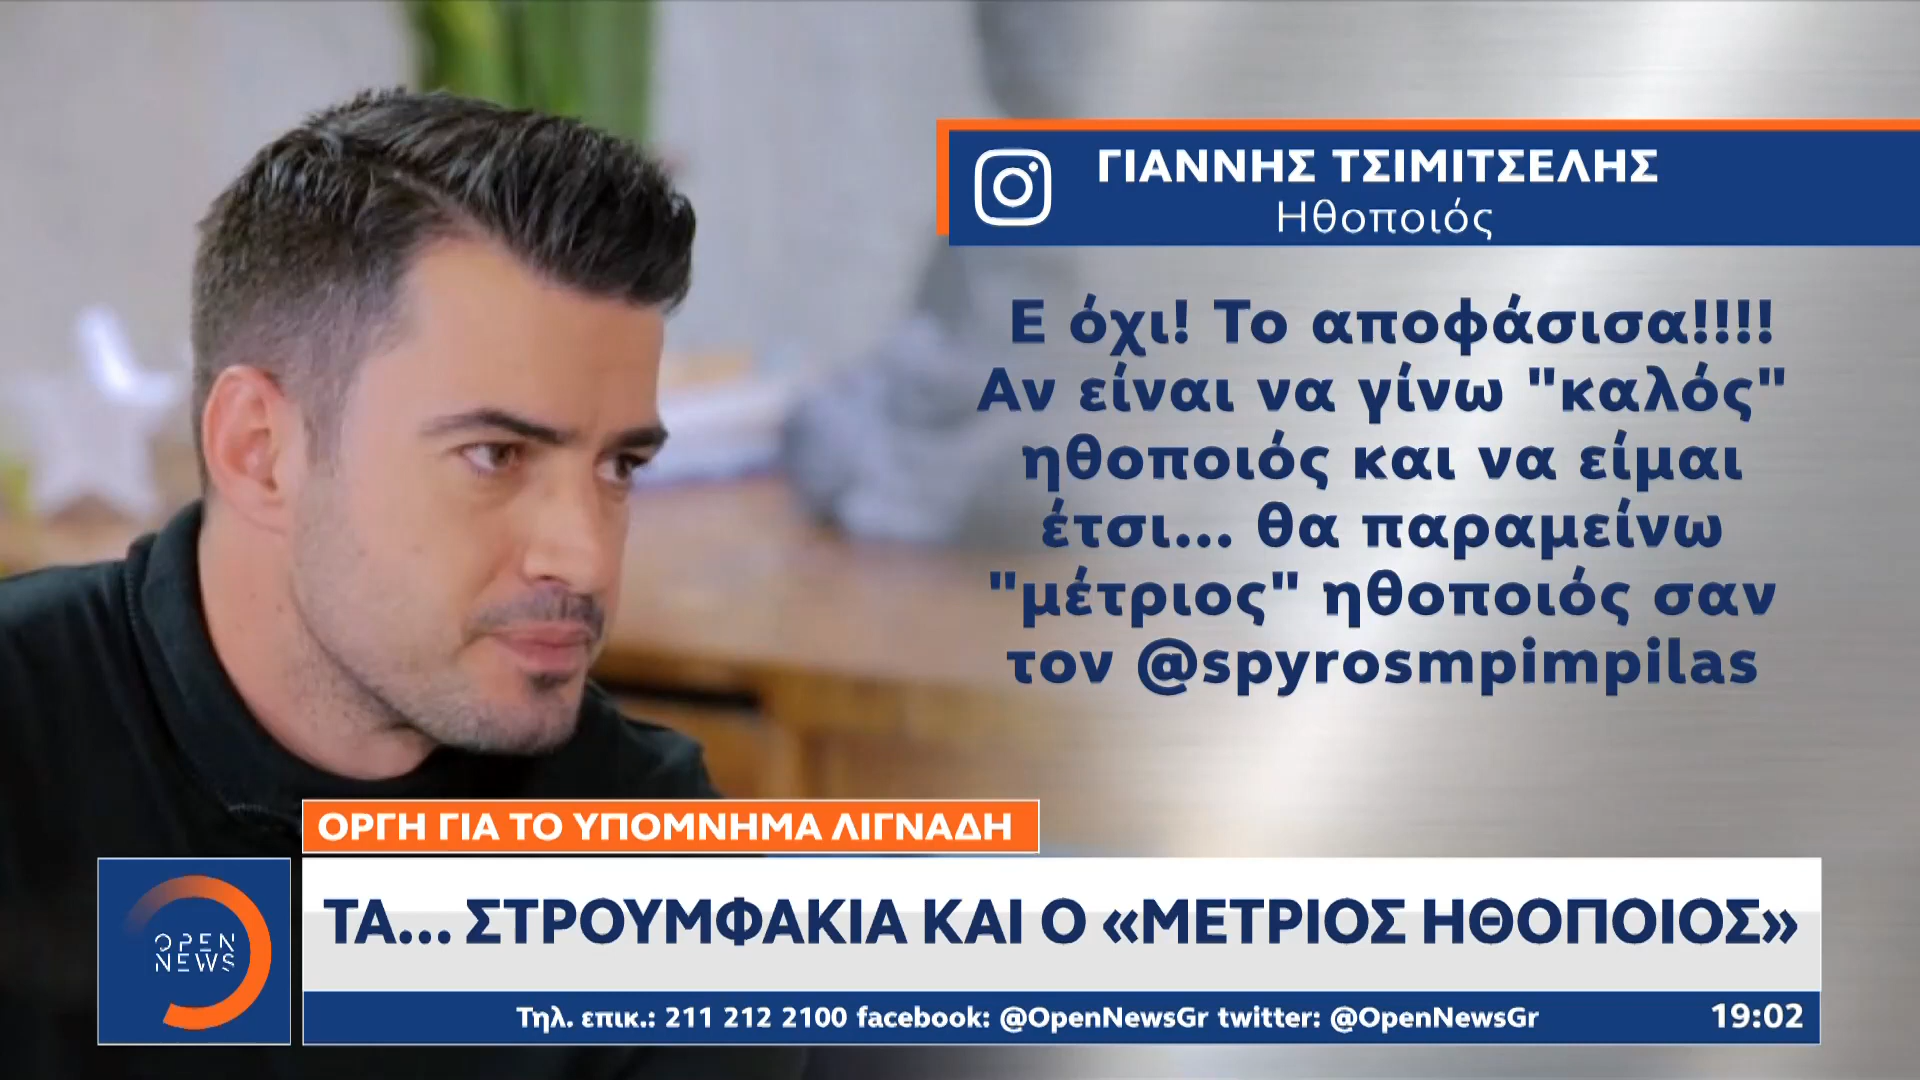 ΓΙΑΝΝΗΣ ΤΣΙΜΙΤΣΕΛΗΣ
Ηθοποιός
Ε όχι! Το αποφάσισα!!!!
Αν είναι να γίνω "καλός"
ηθοποιός και να είμαι
έτσι... θα παραμείνω
"μέτριος" ηθοποιός σαν
τον @spyrosmpimpilas
ΟΡΓΗ ΓΙΑ ΤΟ ΥΠΟΜΝΗΜΑ ΛΙΓΝΑΔΗ
ΤΑ... ΣΤΡΟΥΜΦΑΚΙΑ ΚΑΙ Ο «ΜΕΤΡΙΟΣ ΗΘΟΠΟΙΟΣ»
OPEN
NEWS
Τηλ. επικ.: 211 212 2100 facebook: @OpenNewsGr twitter: @OpenNewsGr 19:02